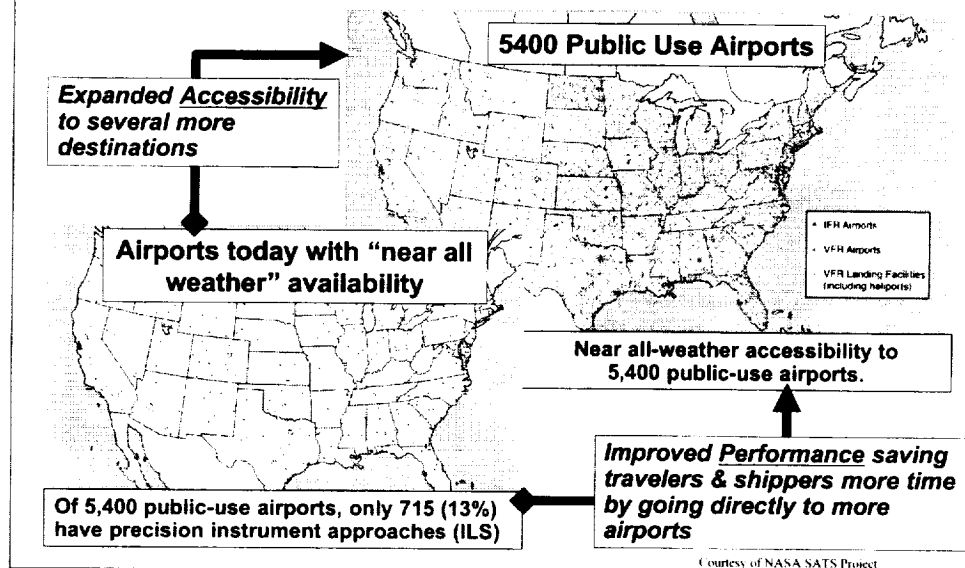 5400 Public Use Airports
Expanded Accessibility
to several more
destinations
Airports today with “near all
weather” availability
IFR Airports
VFR Airports
VFR Landing Facilities
(including heliports)
Near all-weather accessibility to
5,400 public-use airports.
Improved Performance saving
travelers & shippers more time
by going directly to more
airports
Of 5,400 public-use airports, only 715 (13%)
have precision instrument approaches (ILS)
Courtesy of NASA SATS Project